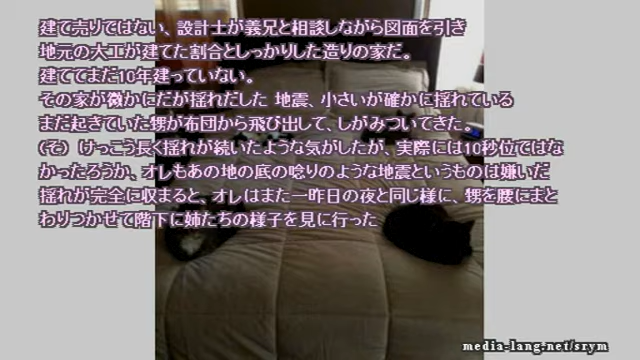 建て売りではない、設計士が義兄と相談しながら図面を引き
地元の大工が建てた割合としっかりした造りの家だ。
建ててまだ10年建っていない。
その家が微かにだが揺れだした 地震、小さいが確かに揺れている
まだ起きていた甥が布団から飛び出して、しがみついてきた。
(そ) けっこう長く揺れが続いたような気がしたが、実際には10秒位ではな
かったろうか、オレもあの地の底の唸りのような地震というものは嫌いだ
揺れが完全に収まると、オレはまた一昨日の夜と同じ様に、甥を腰にまと
わりつかせて階下に姉たちの様子を見に行った
media-lang.net/srym